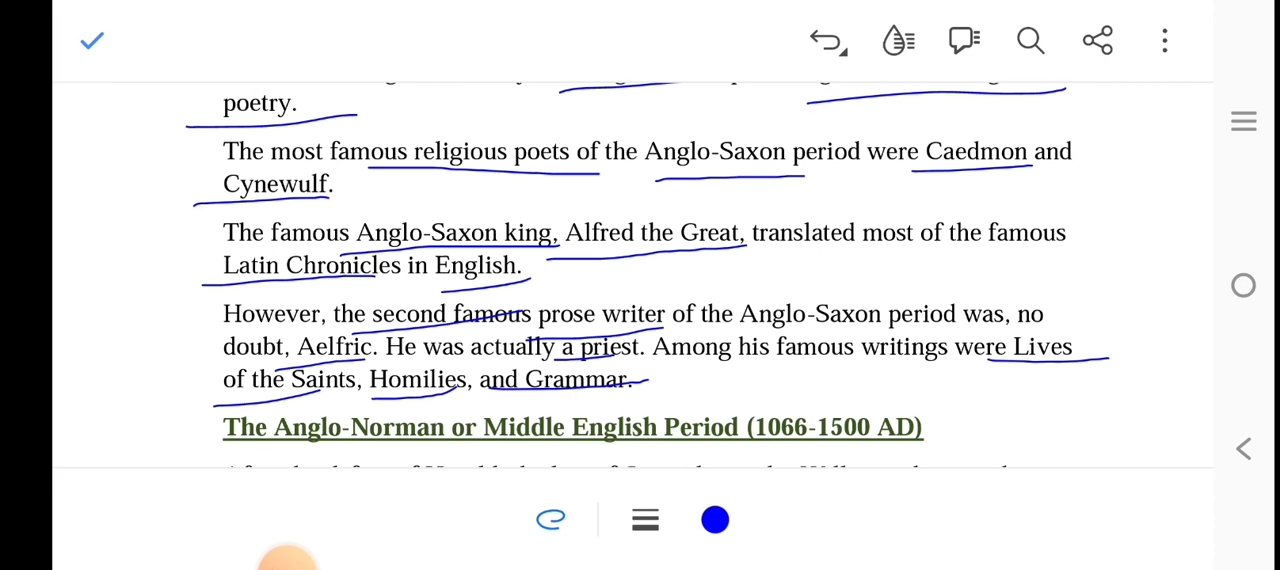 poetry.
The most famous religious poets of the Anglo-Saxon period were Caedmon and
Cynewulf.
The famous Anglo-Saxon king, Alfred the Great, translated most of the famous
Latin Chronicles in English.
However, the second famous prose writer of the Anglo-Saxon period was, no
doubt, Aelfric. He was actually a priest. Among his famous writings were Lives
of the Saints, Homilies, and Grammar.
The Anglo-Norman or Middle English Period (1066-1500 AD)